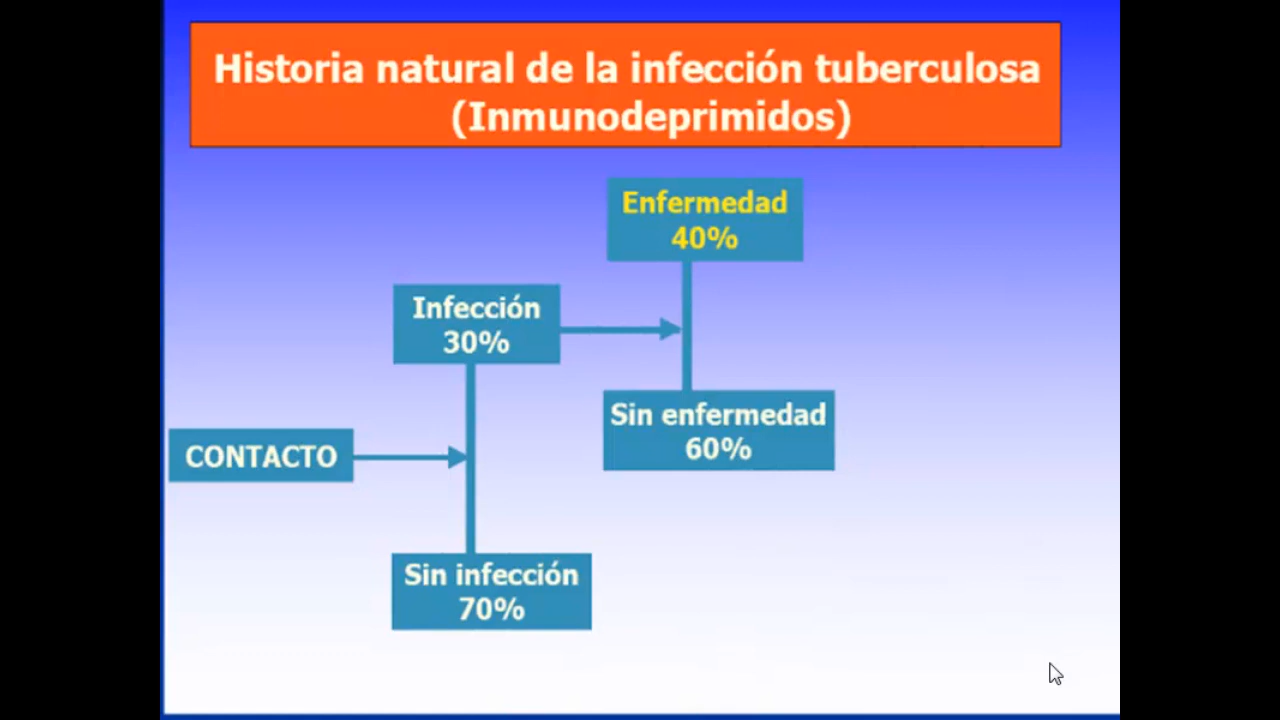 Historia natural de la infección tuberculosa
(Inmunodeprimidos)
Enfermedad
40%
Infección
30%
Sin enfermedad
60%
CONTACTO
Sin infección
70%